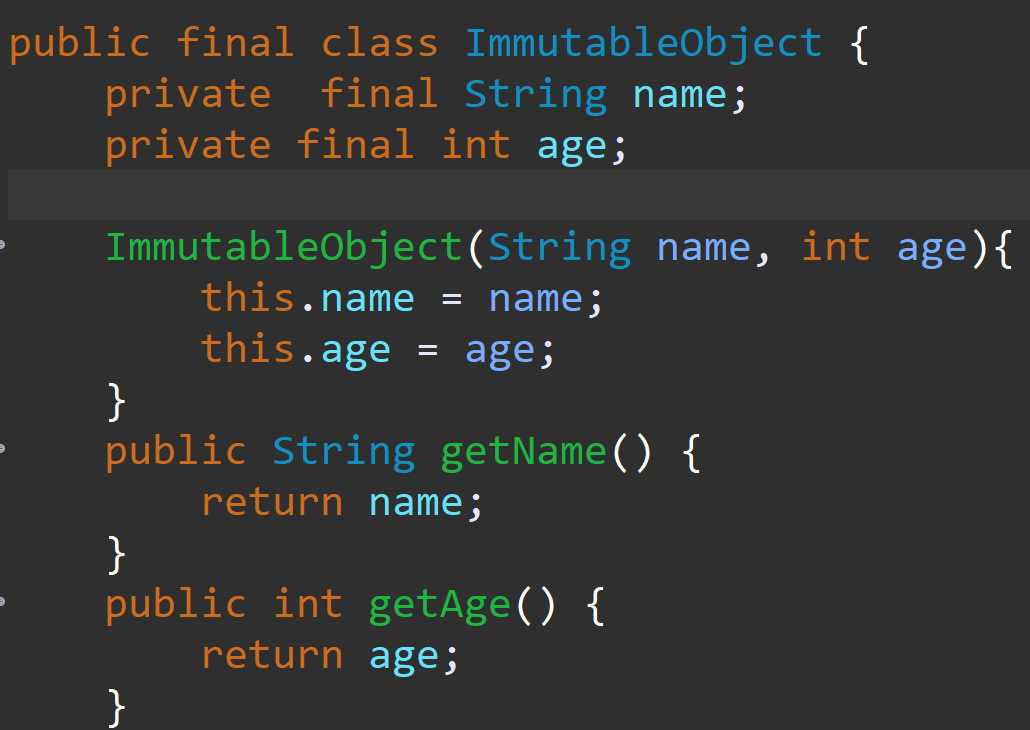 public final class ImmutableObject {
    private  final String name;
    private final int age;

    ImmutableObject(String name, int age){
        this.name = name;
        this.age = age;
    }
    public String getName() {
        return name;
    }
    public int getAge() {
        return age;
    }